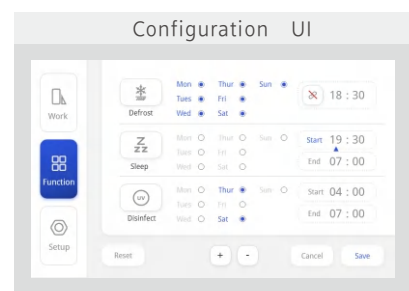 Configuration UI
Work
Function
Setup
Defrost
Mon Thur Sun
Tues Fri
Wed Sat
18 : 30
Z
Z Z
Sleep
Mon Thur Sun
Tues Fri
Wed Sat
Start 19 : 30
End 07 : 00
UV
Disinfect
Mon Thur Sun
Tues Fri
Wed Sat
Start 04 : 00
End 07 : 00
Reset + - Cancel Save